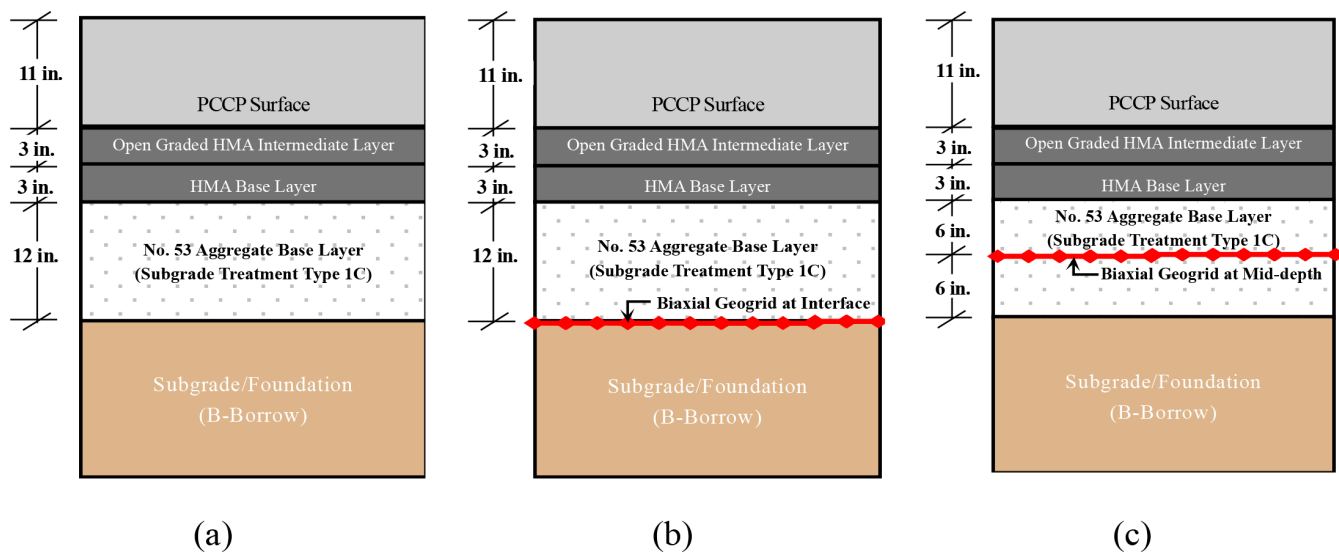 11 in.
3 in.
3 in.
12 in.
PCCP Surface
Open Graded HMA Intermediate Layer
HMA Base Layer
No. 53 Aggregate Base Layer
(Subgrade Treatment Type 1C)
Subgrade/Foundation
(B-Borrow)
(a)
11 in.
3 in.
3 in.
12 in.
PCCP Surface
Open Graded HMA Intermediate Layer
HMA Base Layer
No. 53 Aggregate Base Layer
(Subgrade Treatment Type 1C)
Biaxial Geogrid at Interface
Subgrade/Foundation
(B-Borrow)
(b)
11 in.
3 in.
3 in.
6 in.
6 in.
PCCP Surface
Open Graded HMA Intermediate Layer
HMA Base Layer
No. 53 Aggregate Base Layer
(Subgrade Treatment Type 1C)
Biaxial Geogrid at Mid-depth
Subgrade/Foundation
(B-Borrow)
(c)